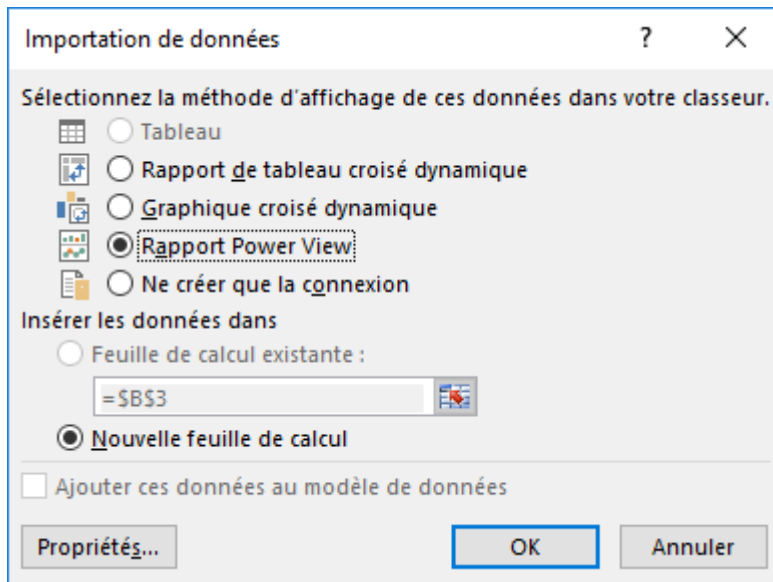 Importation de données
?
Sélectionnez la méthode d'affichage de ces données dans votre classeur.
Tableau
Rapport de tableau croisé dynamique
Graphique croisé dynamique
Rapport Power View
Ne créer que la connexion
Insérer les données dans
Feuille de calcul existante :
=$B$3
Nouvelle feuille de calcul
Ajouter ces données au modèle de données
Propriétés... OK Annuler